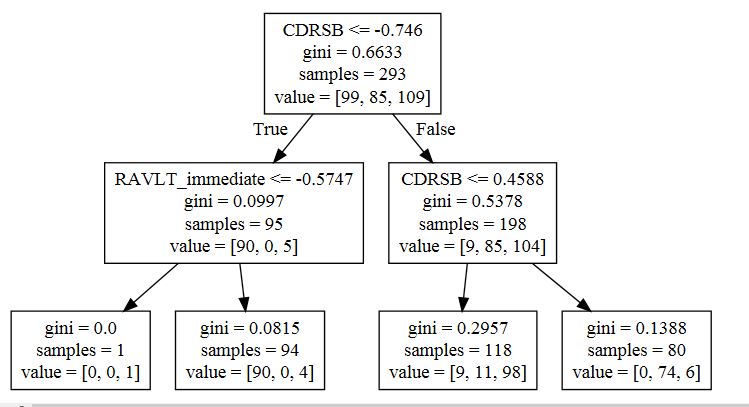 CDRSB <= -0.746
gini = 0.6633
samples = 293
value = [99, 85, 109]
True
False
RAVLT_immediate <= -0.5747
gini = 0.0997
samples = 95
value = [90, 0, 5]
CDRSB <= 0.4588
gini = 0.5378
samples = 198
value = [9, 85, 104]
gini = 0.0
samples = 1
value = [0, 0, 1]
gini = 0.0815
samples = 94
value = [90, 0, 4]
gini = 0.2957
samples = 118
value = [9, 11, 98]
gini = 0.1388
samples = 80
value = [0, 74, 6]